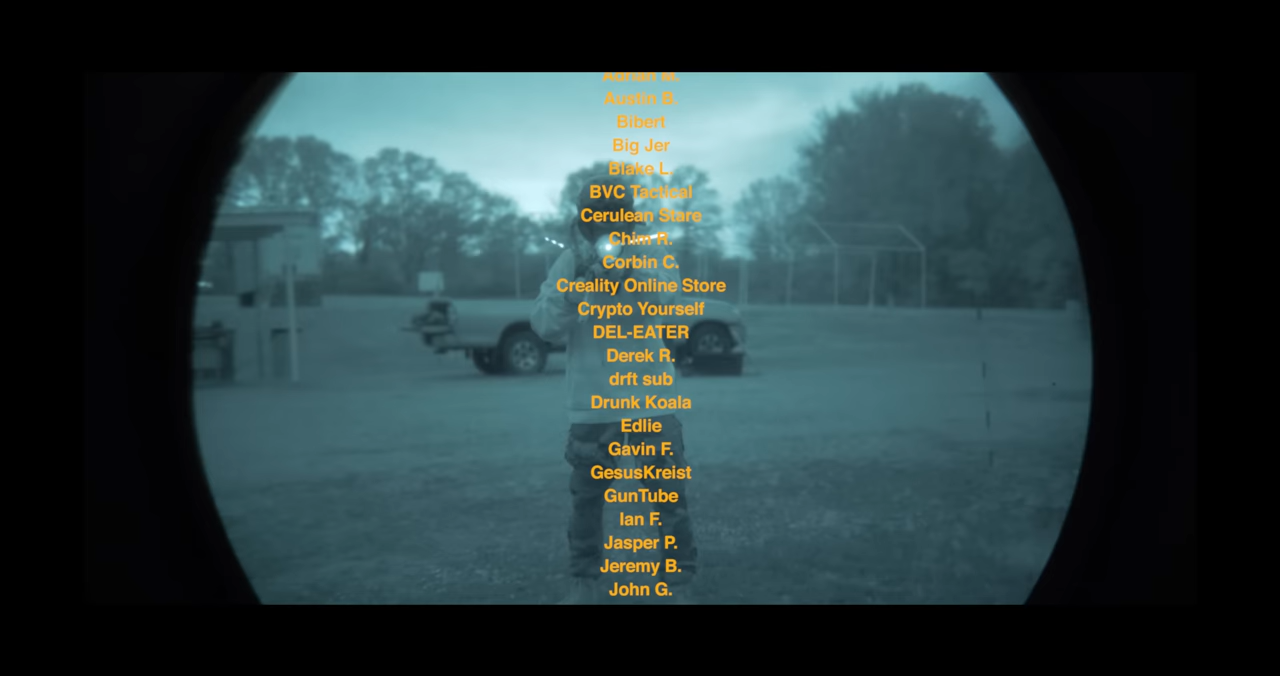 Adrian M.
Austin B.
Bibert
Big Jer
Blake L.
BVC Tactical
Cerulean Stare
Chim R.
Corbin C.
Creality Online Store
Crypto Yourself
DEL-EATER
Derek R.
drft sub
Drunk Koala
Edlie
Gavin F.
GesusKreist
GunTube
Ian F.
Jasper P.
Jeremy B.
John G.